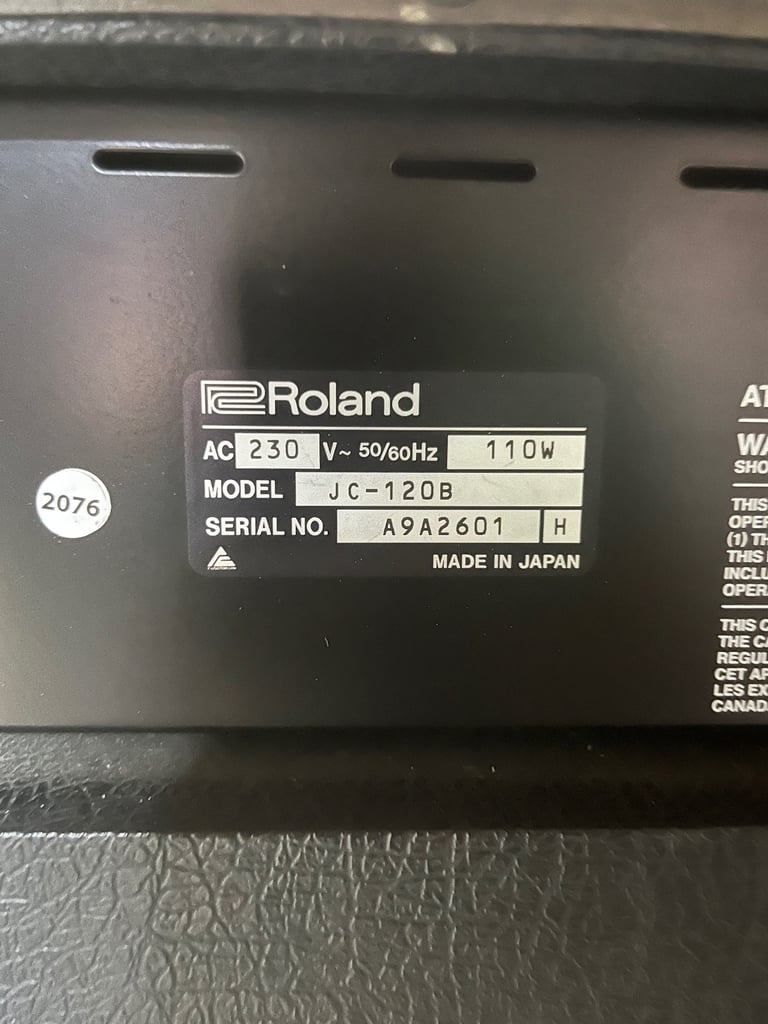 Roland
AC 230 V~ 50/60Hz 110W
MODEL JC-120B
SERIAL NO. A9A2601 H
MADE IN JAPAN
2076
AT
WA
SHO
THIS
OPER
(1) TH
THIS
INCLU
OPER
THIS C
THE CA
REGUL
CET AP
LES EX
CANAD